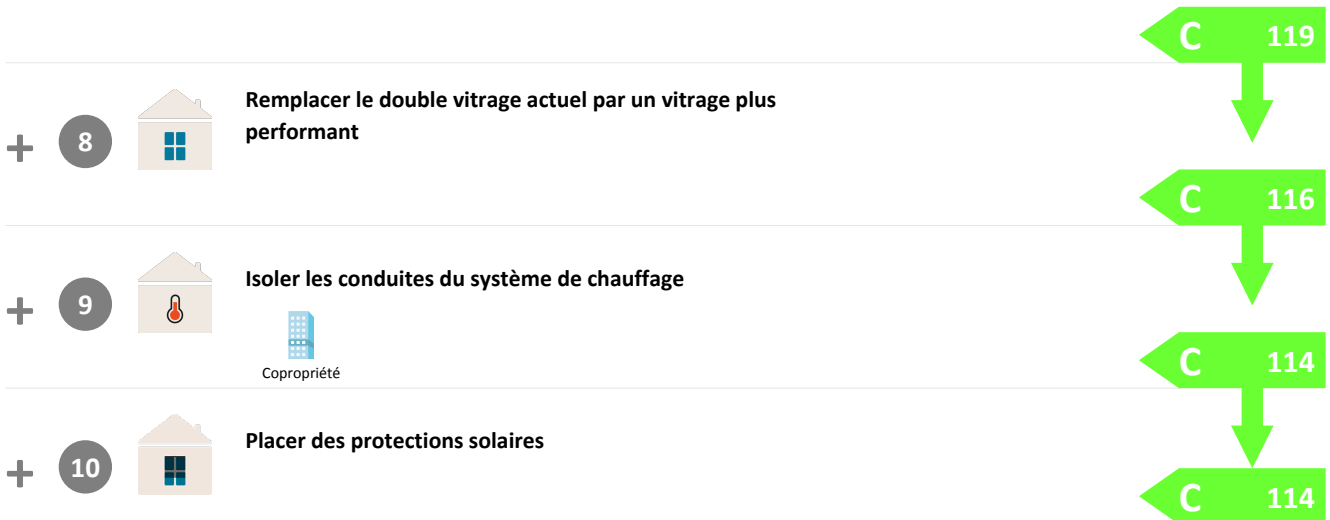 C 119
Remplacer le double vitrage actuel par un vitrage plus
performant
+ 8
C 116
Isoler les conduites du système de chauffage
+ 9
Copropriété
C 114
Placer des protections solaires
+ 10
C 114